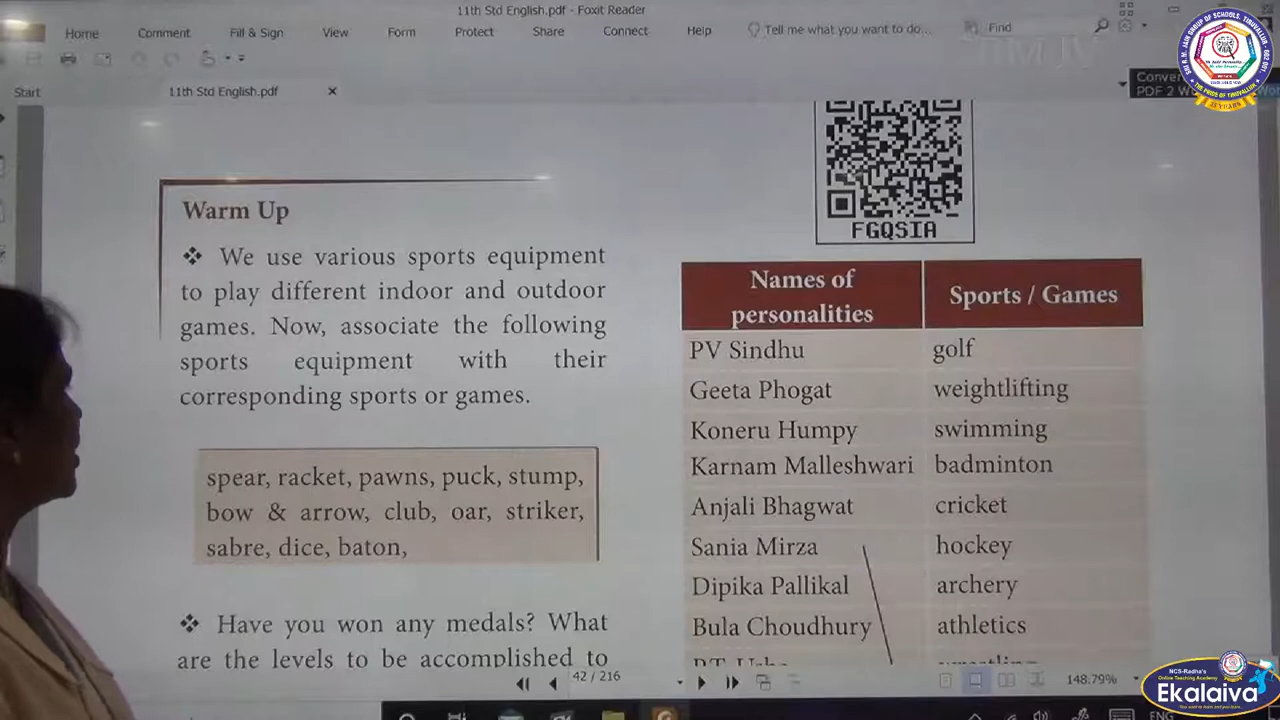 11th Std English.pdf - Foxit Reader
Home Comment Fill & Sign View Form Protect Share Connect Help Tell me what you want to do... Find
Start 11th Std English.pdf
FGQSIA
Warm Up
We use various sports equipment
to play different indoor and outdoor
games. Now, associate the following
sports equipment with their
corresponding sports or games.
spear, racket, pawns, puck, stump,
bow & arrow, club, oar, striker,
sabre, dice, baton,
Have you won any medals? What
are the levels to be accomplished to
Names of personalities Sports / Games
PV Sindhu golf
Geeta Phogat weightlifting
Koneru Humpy swimming
Karnam Malleshwari badminton
Anjali Bhagwat cricket
Sania Mirza hockey
Dipika Pallikal archery
Bula Choudhury athletics
42 / 216
148.79%
NCS-Radha's
Online Teaching Academy
Ekalaiva
ENG